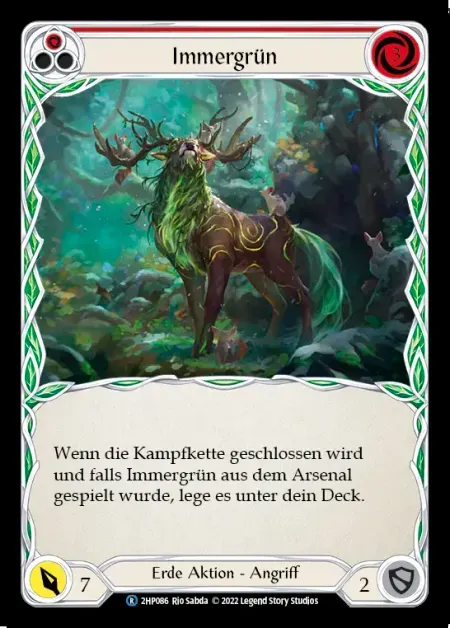 Immergrün
3
Wenn die Kampfkette geschlossen wird
und falls Immergrün aus dem Arsenal
gespielt wurde, lege es unter dein Deck.
7
Erde Aktion - Angriff
2
R 2HP086 Rio Sabda © 2022 Legend Story Studios